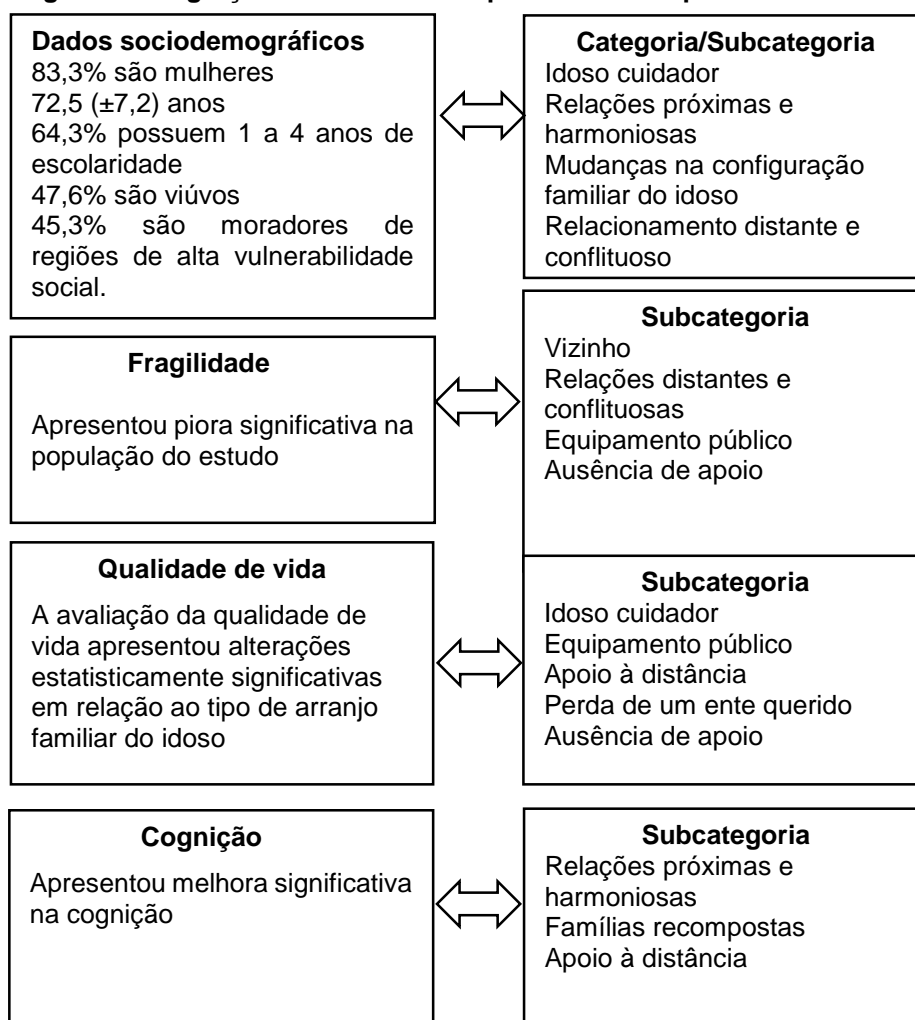 Dados sociodemográficos
83,3% são mulheres
72,5 (±7,2) anos
64,3% possuem 1 a 4 anos de
escolaridade
47,6% são viúvos
45,3% são moradores de
regiões de alta vulnerabilidade
social.
Categoria/Subcategoria
Idoso cuidador
Relações próximas e
harmoniosas
Mudanças na configuração
familiar do idoso
Relacionamento distante e
conflituoso
Fragilidade
Apresentou piora significativa na
população do estudo
Subcategoria
Vizinho
Relações distantes e
conflituosas
Equipamento público
Ausência de apoio
Qualidade de vida
A avaliação da qualidade de
vida apresentou alterações
estatisticamente significativas
em relação ao tipo de arranjo
familiar do idoso
Subcategoria
Idoso cuidador
Equipamento público
Apoio à distância
Perda de um ente querido
Ausência de apoio
Cognição
Apresentou melhora significativa
na cognição
Subcategoria
Relações próximas e
harmoniosas
Famílias recompostas
Apoio à distância